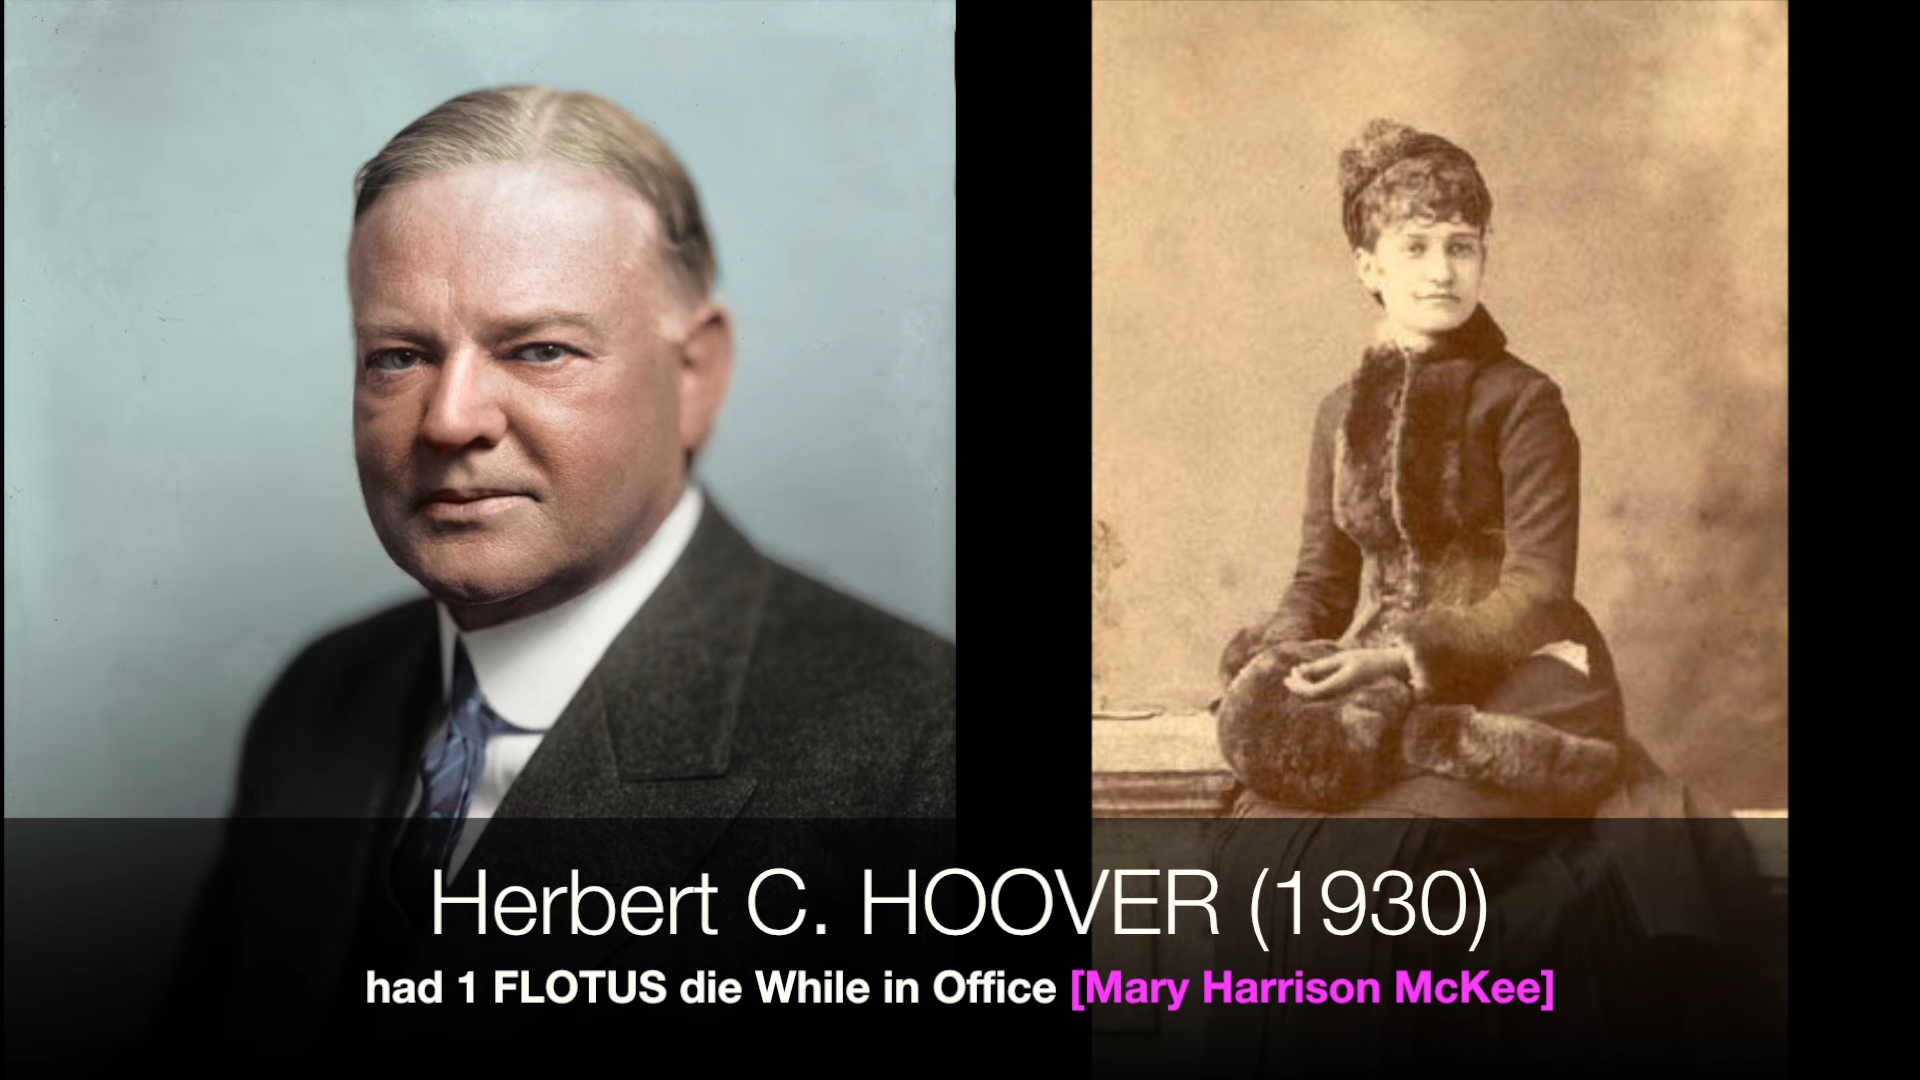 Herbert C. HOOVER (1930)
had 1 FLOTUS die While in Office [Mary Harrison McKee]